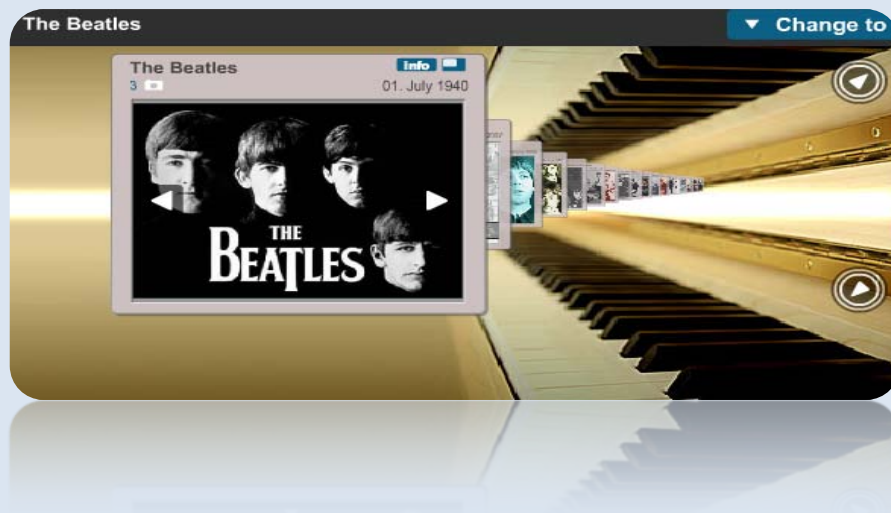 The Beatles
Change to
The Beatles
Info
3
01. July 1940
THE
BEATLES